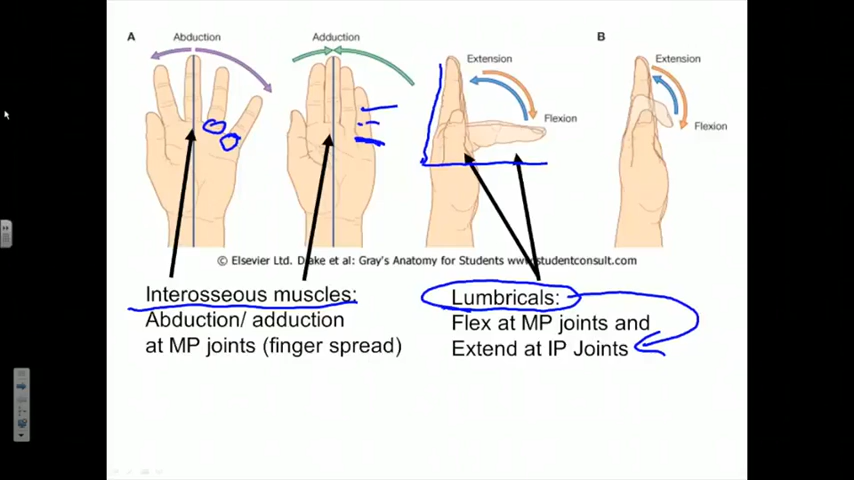 A
B
Abduction
Adduction
Extension
Flexion
Extension
Flexion
© Elsevier Ltd. Drake et al: Gray's Anatomy for Students www.studentconsult.com
Interosseous muscles:
Abduction/ adduction
at MP joints (finger spread)
Lumbricals:
Flex at MP joints and
Extend at IP Joints